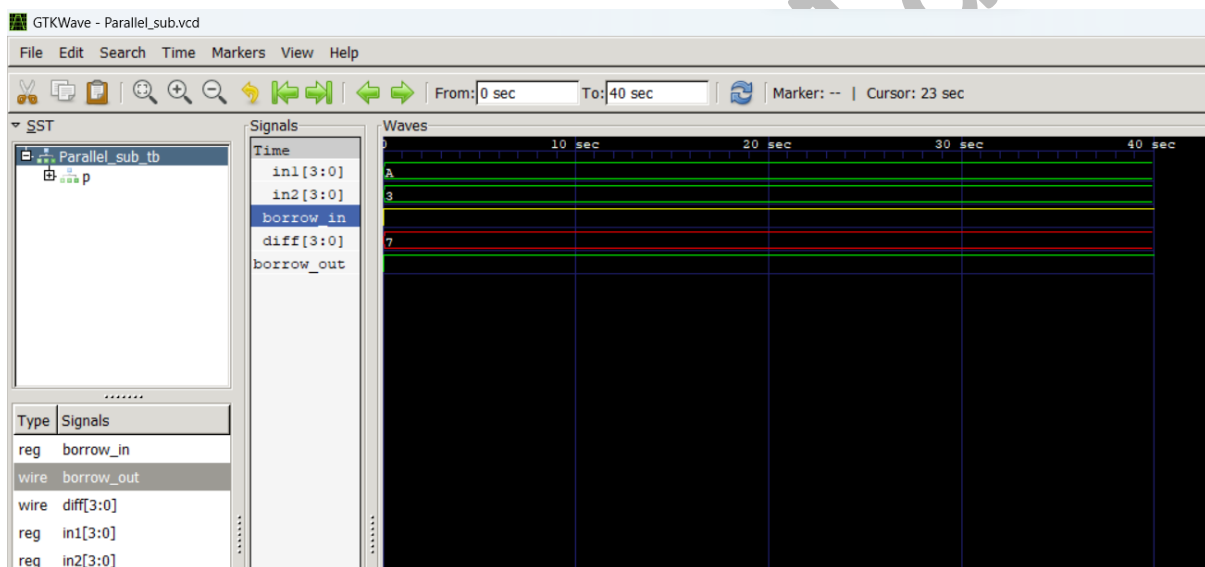 GTKWave - Parallel_sub.vcd
File Edit Search Time Markers View Help
From: 0 sec To: 40 sec Marker: -- | Cursor: 23 sec
SST
Parallel_sub_tb
p
Type Signals
reg borrow_in
wire borrow_out
wire diff[3:0]
reg in1[3:0]
reg in2[3:0]
Signals
Time
in1[3:0]
in2[3:0]
borrow_in
diff[3:0]
borrow_out
Waves
0 10 sec 20 sec 30 sec 40 sec
A
3
7